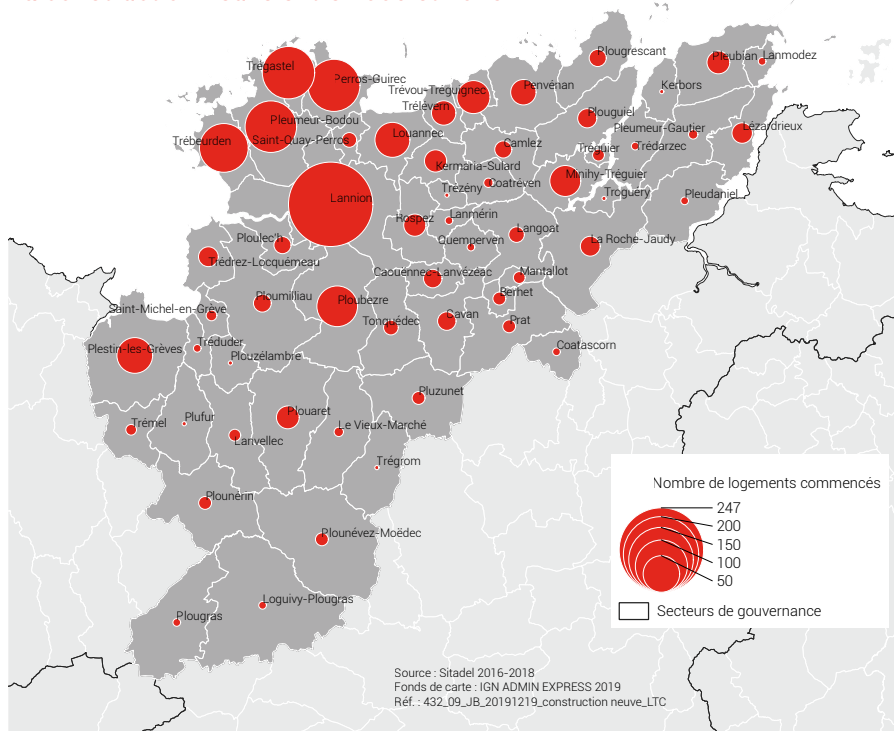 Plougrescant
Pleubian
Lanmodez
Trégastel
Perros-Guirec
Trévou-Tréguignec
Penvénan
Kerbors
Trélévern
Plouguiel
Pleumeur-Bodou
Pleumeur-Gautier
Lézardrieux
Trébeurden
Saint-Quay-Perros
Louannec
Camlez
Tréguier
Trédarzec
Kermaria-Sulard
Minihy-Tréguier
Trézény
Coatréven
Troguéry
Pleudaniel
Lannion
Rospez
Lanmérin
Langoat
Ploulec'h
Quemperven
La Roche-Jaudy
Trédrez-Locquémeau
Caouënnec-Lanvézéac
Mantallot
Ploumilliau
Ploubezre
Berhet
Saint-Michel-en-Grève
Tonquédec
Cavan
Prat
Plestin-les-Grèves
Tréduder
Plouzélambre
Coatascorn
Pluzunet
Trémel
Plufur
Plouaret
Le Vieux-Marché
Lanvellec
Trégrom
Plounérin
Plounévez-Moëdec
Loguivy-Plougras
Plougras
Nombre de logements commencés
247
200
150
100
50
Secteurs de gouvernance
Source : Sitadel 2016-2018
Fonds de carte : IGN ADMIN EXPRESS 2019
Réf. : 432_09_JB_20191219_construction neuve_LTC